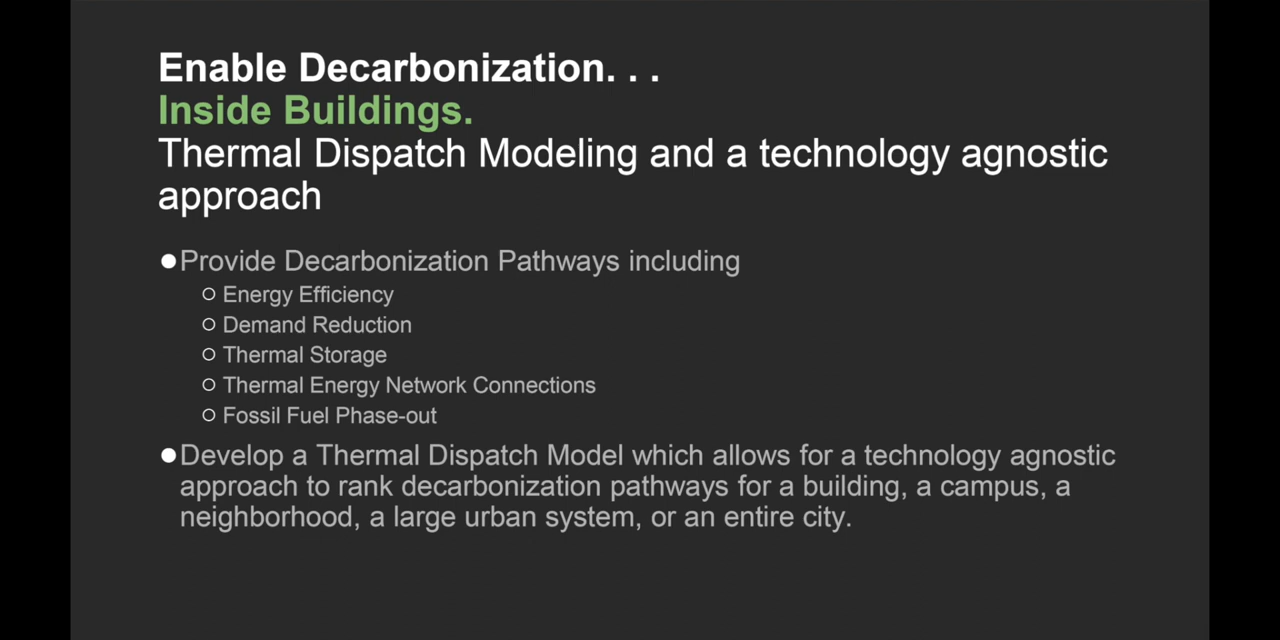 Enable Decarbonization. . .
Inside Buildings.
Thermal Dispatch Modeling and a technology agnostic
approach
●Provide Decarbonization Pathways including
○ Energy Efficiency
○ Demand Reduction
○ Thermal Storage
○ Thermal Energy Network Connections
○ Fossil Fuel Phase-out
●Develop a Thermal Dispatch Model which allows for a technology agnostic
approach to rank decarbonization pathways for a building, a campus, a
neighborhood, a large urban system, or an entire city.